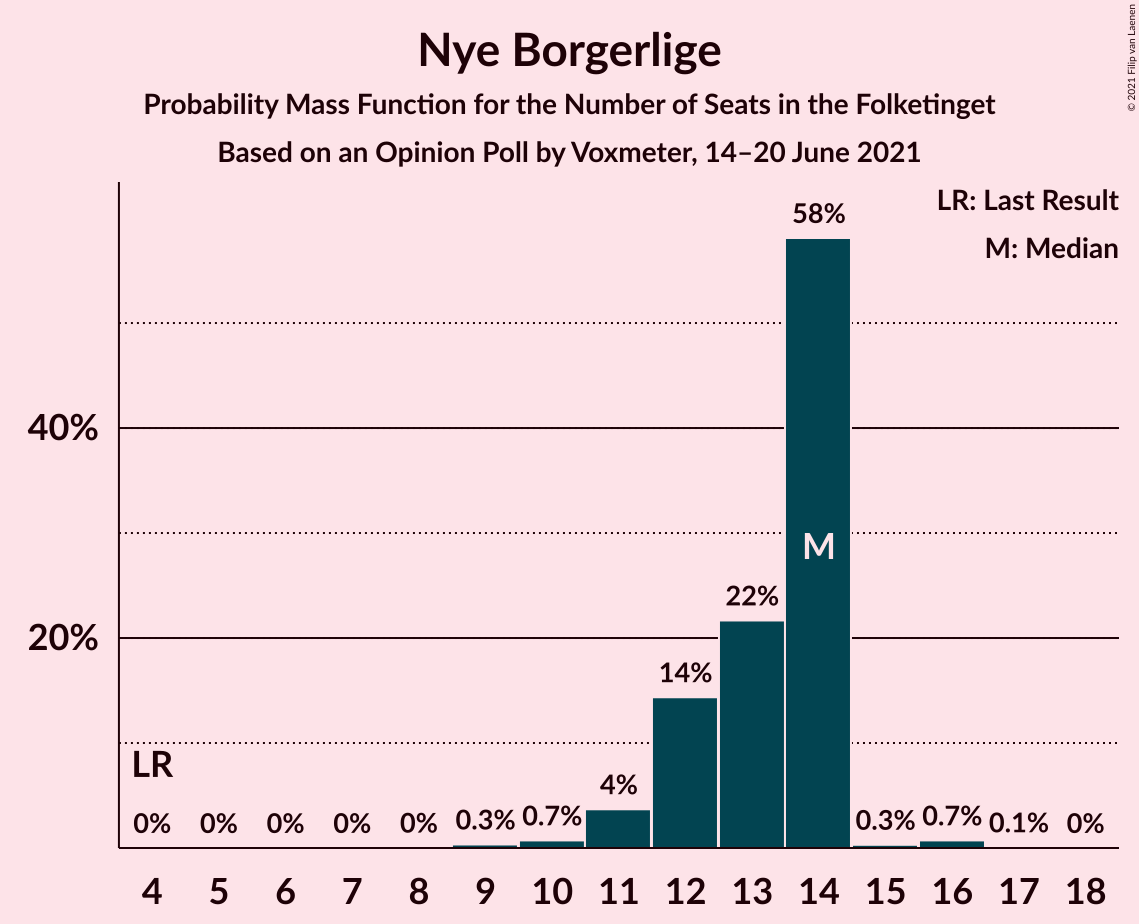 Nye Borgerlige
Probability Mass Function for the Number of Seats in the Folketinget
Based on an Opinion Poll by Voxmeter, 14–20 June 2021
© 2021 Filip van Laenen
LR: Last Result
M: Median
58%
40%
M
22%
20%
14%
LR
4%
0% 0% 0% 0% 0% 0.3% 0.7% 0.3% 0.7% 0.1% 0%
4 5 6 7 8 9 10 11 12 13 14 15 16 17 18